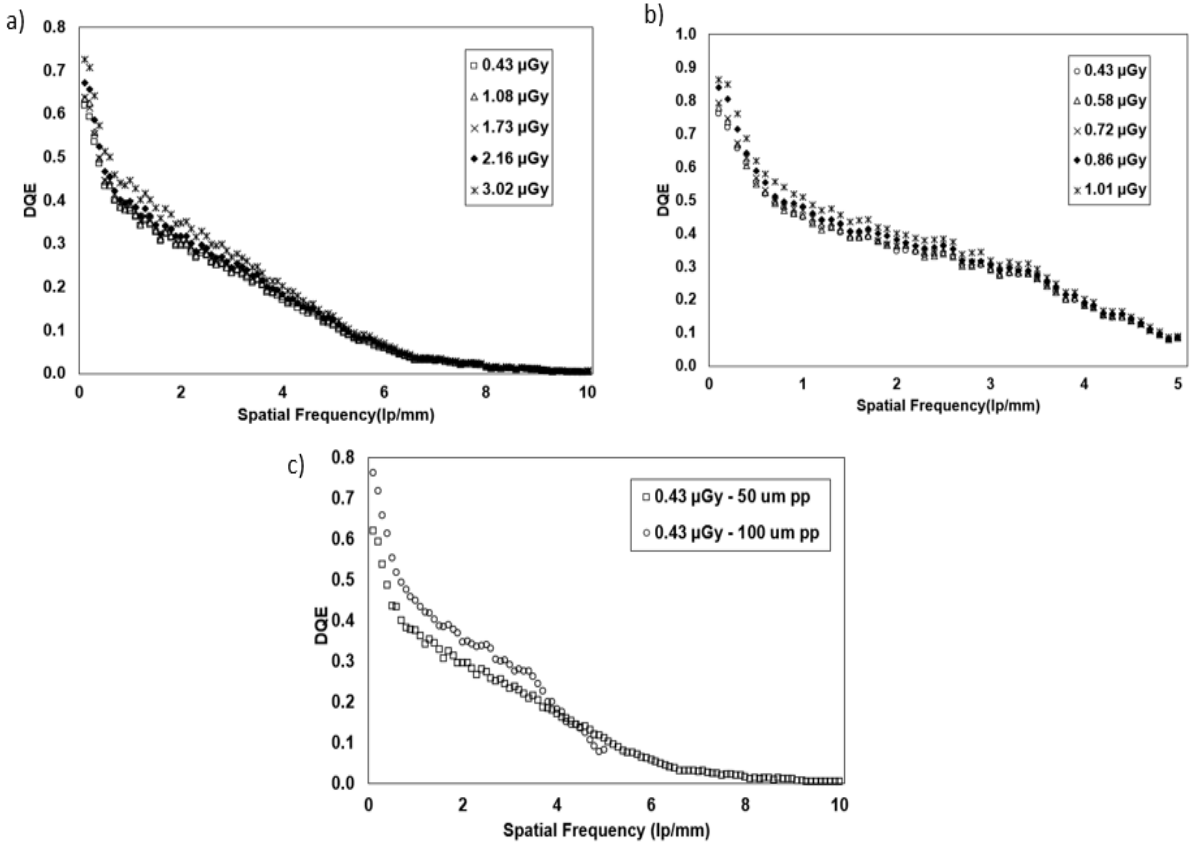 a)
0.8
0.7
0.6
0.5
0.4
0.3
0.2
0.1
0.0
DQE
0.43 µGy
1.08 µGy
1.73 µGy
2.16 µGy
3.02 µGy
0 2 4 6 8 10
Spatial Frequency(lp/mm)
b)
1.0
0.9
0.8
0.7
0.6
0.5
0.4
0.3
0.2
0.1
0.0
DQE
0.43 µGy
0.58 µGy
0.72 µGy
0.86 µGy
1.01 µGy
0 1 2 3 4 5
Spatial Frequency(lp/mm)
c)
0.8
0.7
0.6
0.5
0.4
0.3
0.2
0.1
0.0
DQE
0.43 µGy - 50 um pp
0.43 µGy - 100 um pp
0 2 4 6 8 10
Spatial Frequency (lp/mm)